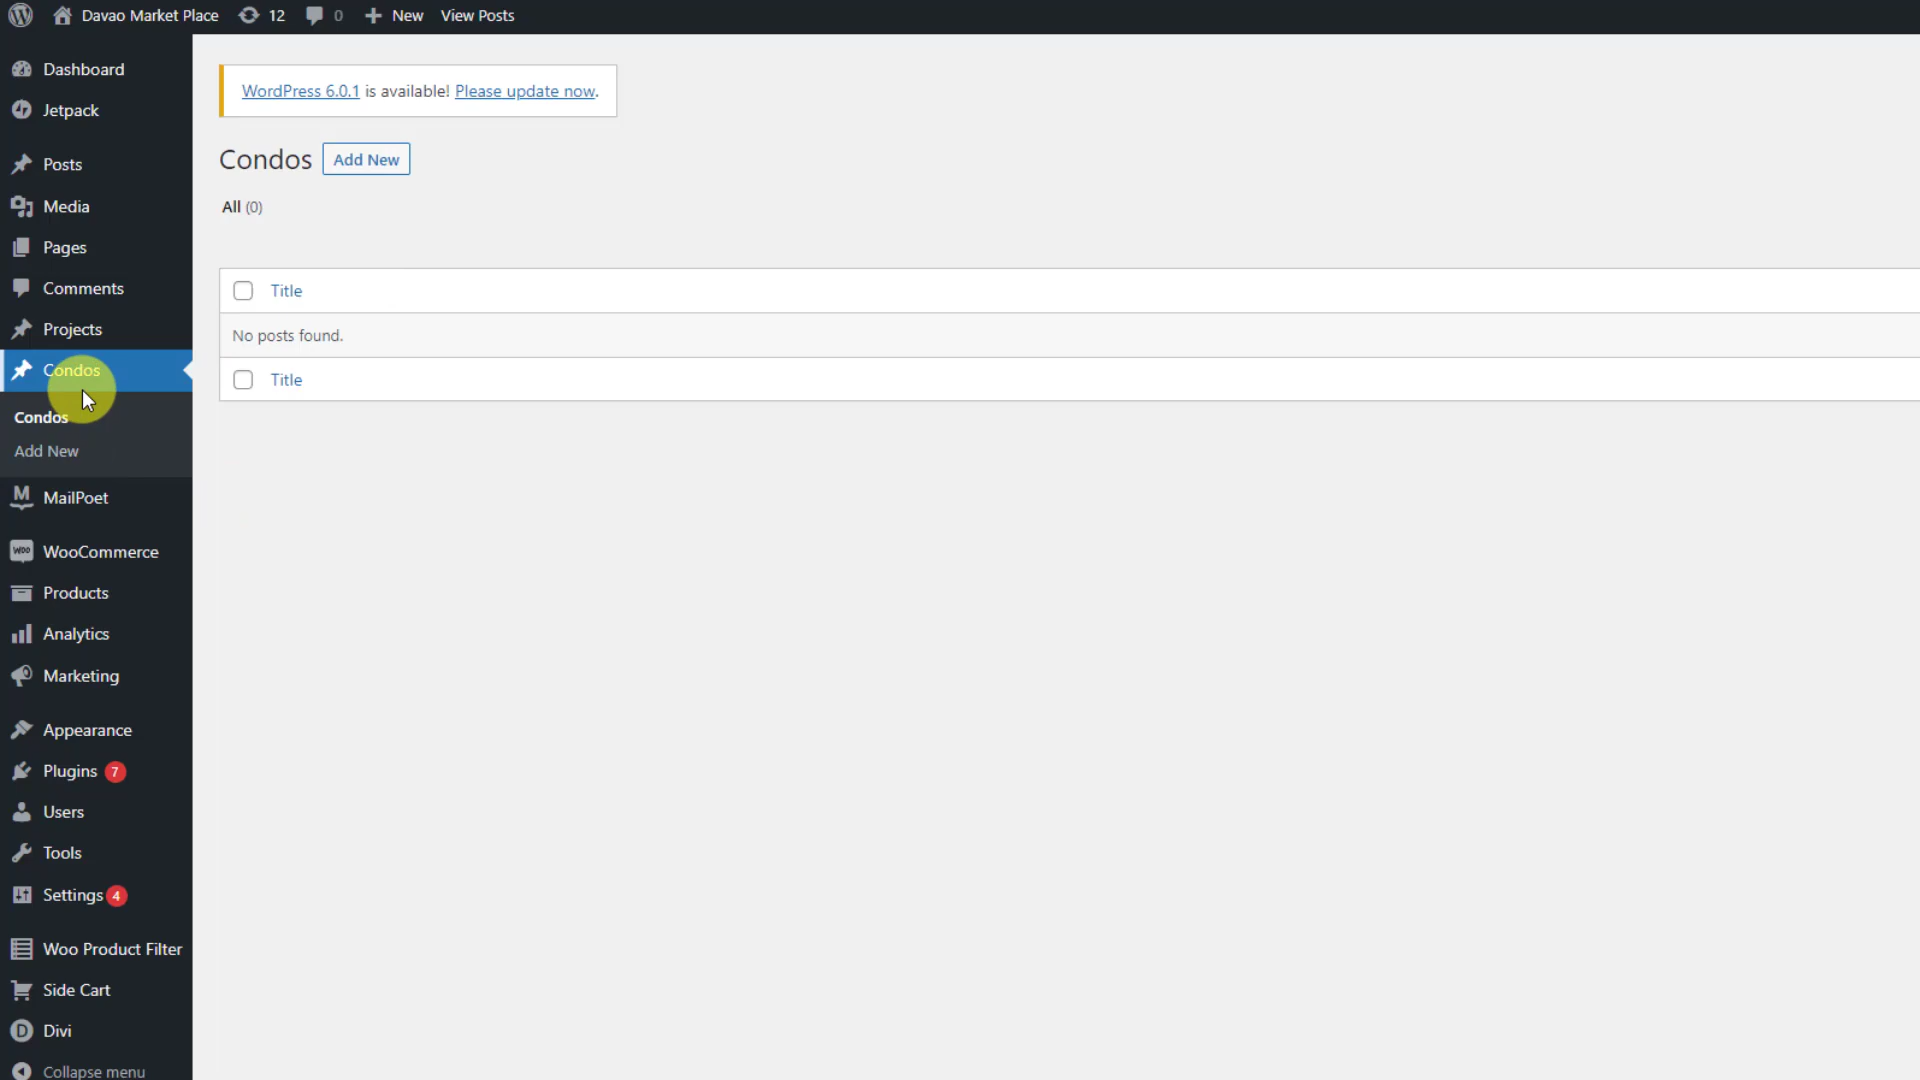 Davao Market Place 12 0 New View Posts
Dashboard
Jetpack
Posts
Media
Pages
Comments
Projects
Condos
Condos
Add New
MailPoet
WooCommerce
Products
Analytics
Marketing
Appearance
Plugins 7
Users
Tools
Settings 4
Woo Product Filter
Side Cart
Divi
Collapse menu
WordPress 6.0.1 is available! Please update now.
Condos Add New
All (0)
Title
No posts found.
Title